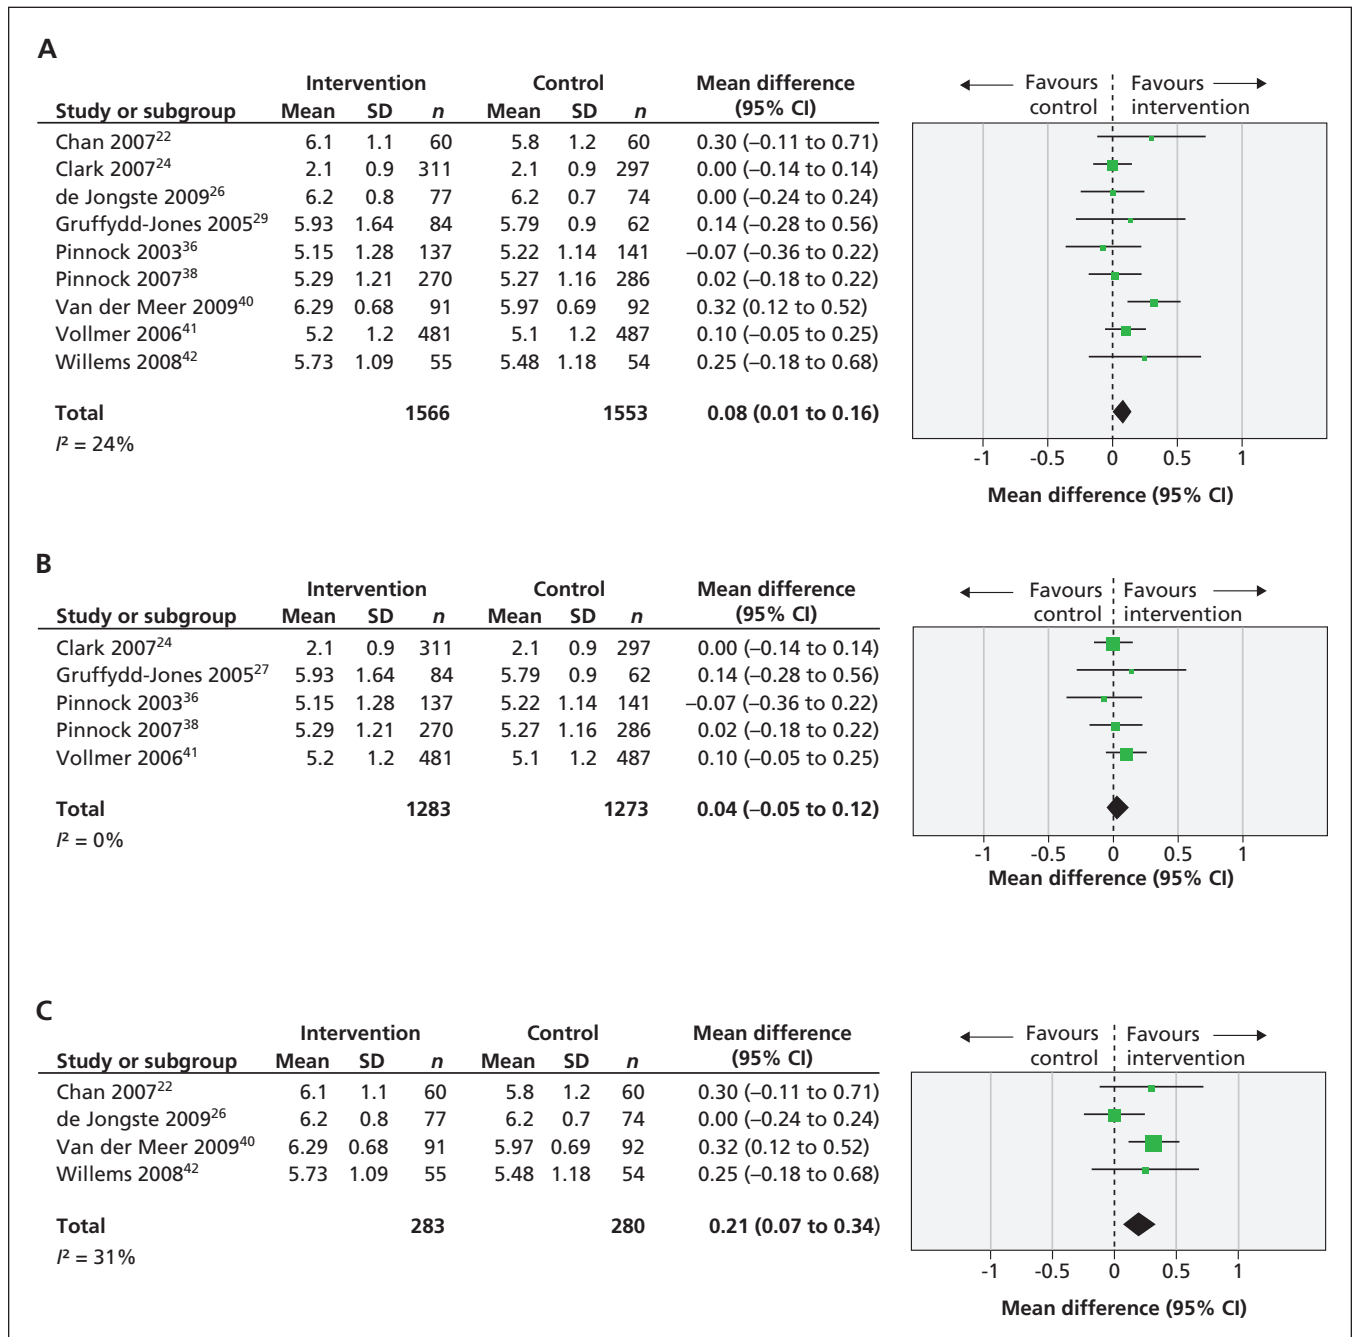 A
Intervention Control Mean difference
Study or subgroup Mean SD n Mean SD n (95% CI)
← Favours control Favours intervention →
Chan 2007²² 6.1 1.1 60 5.8 1.2 60 0.30 (–0.11 to 0.71)
Clark 2007²⁴ 2.1 0.9 311 2.1 0.9 297 0.00 (–0.14 to 0.14)
de Jongste 2009²⁶ 6.2 0.8 77 6.2 0.7 74 0.00 (–0.24 to 0.24)
Gruffydd-Jones 2005²⁹ 5.93 1.64 84 5.79 0.9 62 0.14 (–0.28 to 0.56)
Pinnock 2003³⁶ 5.15 1.28 137 5.22 1.14 141 –0.07 (–0.36 to 0.22)
Pinnock 2007³⁸ 5.29 1.21 270 5.27 1.16 286 0.02 (–0.18 to 0.22)
Van der Meer 2009⁴⁰ 6.29 0.68 91 5.97 0.69 92 0.32 (0.12 to 0.52)
Vollmer 2006⁴¹ 5.2 1.2 481 5.1 1.2 487 0.10 (–0.05 to 0.25)
Willems 2008⁴² 5.73 1.09 55 5.48 1.18 54 0.25 (–0.18 to 0.68)
Total 1566 1553 0.08 (0.01 to 0.16)
I² = 24%
-1 -0.5 0 0.5 1
Mean difference (95% CI)
B
Intervention Control Mean difference
Study or subgroup Mean SD n Mean SD n (95% CI)
← Favours control Favours intervention →
Clark 2007²⁴ 2.1 0.9 311 2.1 0.9 297 0.00 (–0.14 to 0.14)
Gruffydd-Jones 2005²⁷ 5.93 1.64 84 5.79 0.9 62 0.14 (–0.28 to 0.56)
Pinnock 2003³⁶ 5.15 1.28 137 5.22 1.14 141 –0.07 (–0.36 to 0.22)
Pinnock 2007³⁸ 5.29 1.21 270 5.27 1.16 286 0.02 (–0.18 to 0.22)
Vollmer 2006⁴¹ 5.2 1.2 481 5.1 1.2 487 0.10 (–0.05 to 0.25)
Total 1283 1273 0.04 (–0.05 to 0.12)
I² = 0%
-1 -0.5 0 0.5 1
Mean difference (95% CI)
C
Intervention Control Mean difference
Study or subgroup Mean SD n Mean SD n (95% CI)
← Favours control Favours intervention →
Chan 2007²² 6.1 1.1 60 5.8 1.2 60 0.30 (–0.11 to 0.71)
de Jongste 2009²⁶ 6.2 0.8 77 6.2 0.7 74 0.00 (–0.24 to 0.24)
Van der Meer 2009⁴⁰ 6.29 0.68 91 5.97 0.69 92 0.32 (0.12 to 0.52)
Willems 2008⁴² 5.73 1.09 55 5.48 1.18 54 0.25 (–0.18 to 0.68)
Total 283 280 0.21 (0.07 to 0.34)
I² = 31%
-1 -0.5 0 0.5 1
Mean difference (95% CI)